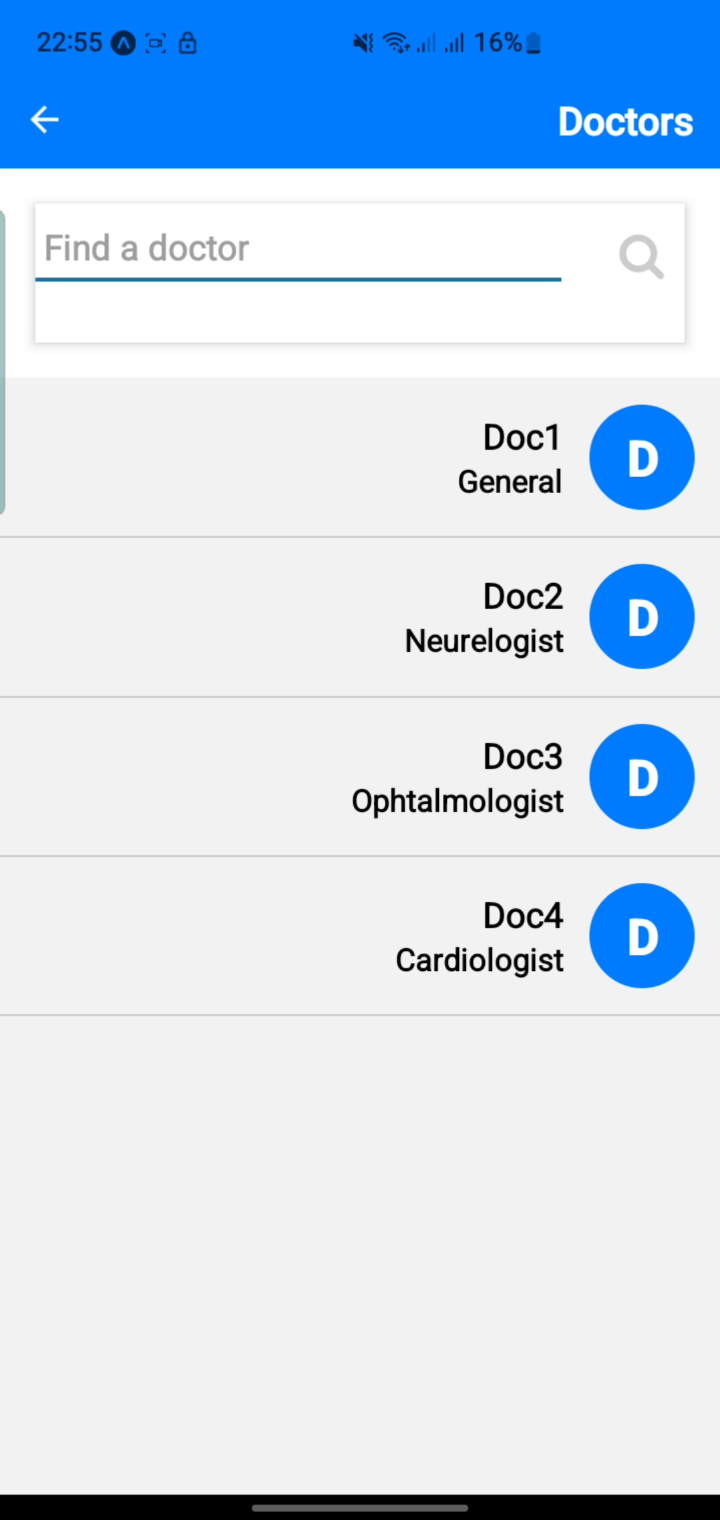 22:55 16%
Doctors
Find a doctor
Doc1
General
D
Doc2
Neurelogist
D
Doc3
Ophtalmologist
D
Doc4
Cardiologist
D